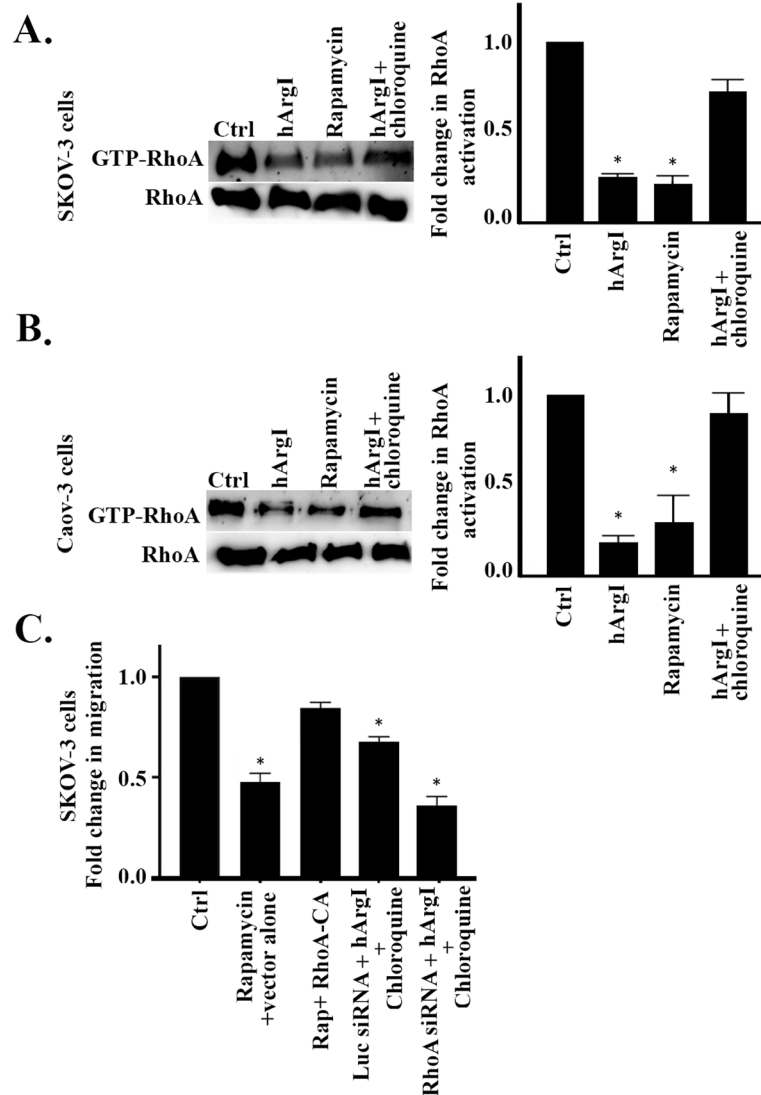 A.
SKOV-3 cells
Ctrl
hArgI
Rapamycin
hArgI+
chloroquine
GTP-RhoA
RhoA
Fold change in RhoA
activation
1.0
0.5
0.0
*
*
Ctrl
hArgI
Rapamycin
hArgI+
chloroquine
B.
Caov-3 cells
Ctrl
hArgI
Rapamycin
hArgI+
chloroquine
GTP-RhoA
RhoA
Fold change in RhoA
activation
1.0
0.5
0.0
*
*
Ctrl
hArgI
Rapamycin
hArgI+
chloroquine
C.
SKOV-3 cells
Fold change in migration
1.0
0.5
0.0
*
*
*
Ctrl
Rapamycin
+vector alone
Rap+ RhoA-CA
Luc siRNA + hArgI
+
Chloroquine
RhoA siRNA + hArgI
+
Chloroquine